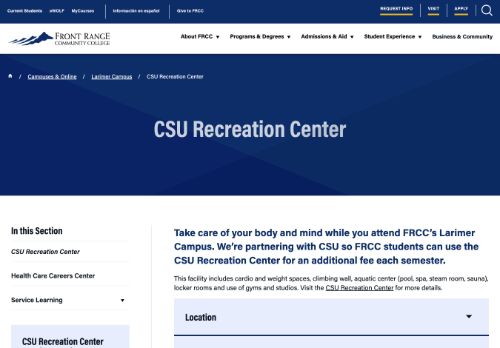 Current Students eWOLF MyCourses Información en español Give to FRCC REQUEST INFO VISIT APPLY
FRONT RANGE
COMMUNITY COLLEGE
About FRCC Programs & Degrees Admissions & Aid Student Experience Business & Community
/ Campuses & Online / Larimer Campus / CSU Recreation Center
CSU Recreation Center
In this Section
CSU Recreation Center
Health Care Careers Center
Service Learning
CSU Recreation Center
Take care of your body and mind while you attend FRCC's Larimer
Campus. We're partnering with CSU so FRCC students can use the
CSU Recreation Center for an additional fee each semester.
This facility includes cardio and weight spaces, climbing wall, aquatic center (pool, spa, steam room, sauna),
locker rooms and use of gyms and studios. Visit the CSU Recreation Center for more details.
Location